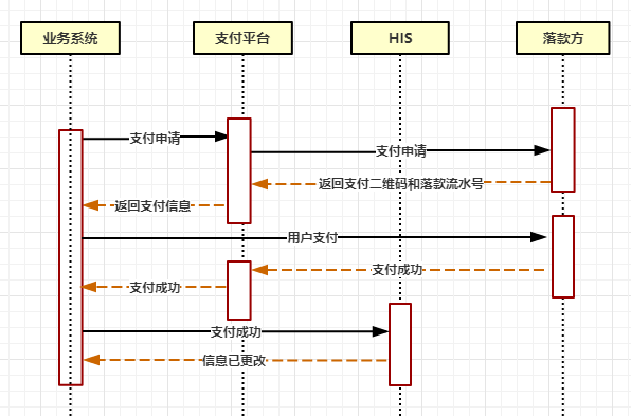 业务系统
支付平台
HIS
落款方
支付申请
支付申请
返回支付二维码和落款流水号
返回支付信息
用户支付
支付成功
支付成功
支付成功
信息已更改